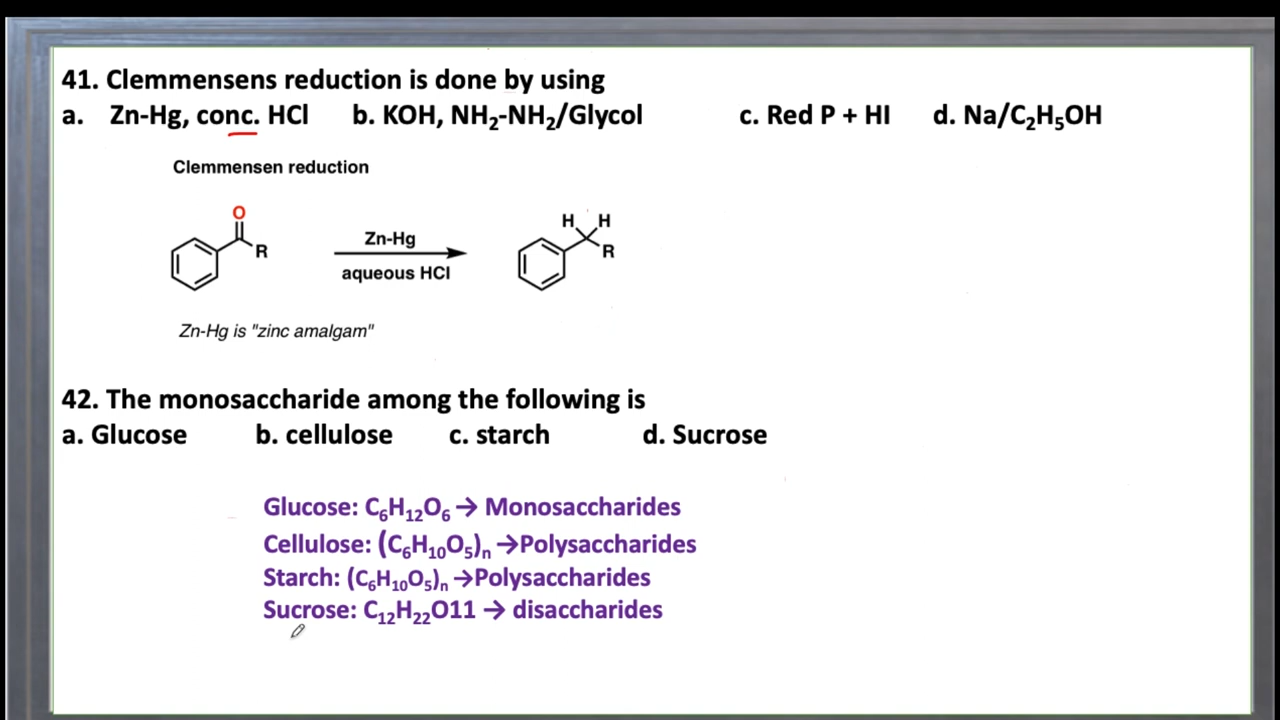 41. Clemmensens reduction is done by using
a. Zn-Hg, conc. HCl b. KOH, NH₂-NH₂/Glycol c. Red P + HI d. Na/C₂H₅OH
Clemmensen reduction
O
R
Zn-Hg
aqueous HCl
H H
R
Zn-Hg is "zinc amalgam"
42. The monosaccharide among the following is
a. Glucose b. cellulose c. starch d. Sucrose
Glucose: C₆H₁₂O₆ → Monosaccharides
Cellulose: (C₆H₁₀O₅)ₙ →Polysaccharides
Starch: (C₆H₁₀O₅)ₙ →Polysaccharides
Sucrose: C₁₂H₂₂O11 → disaccharides